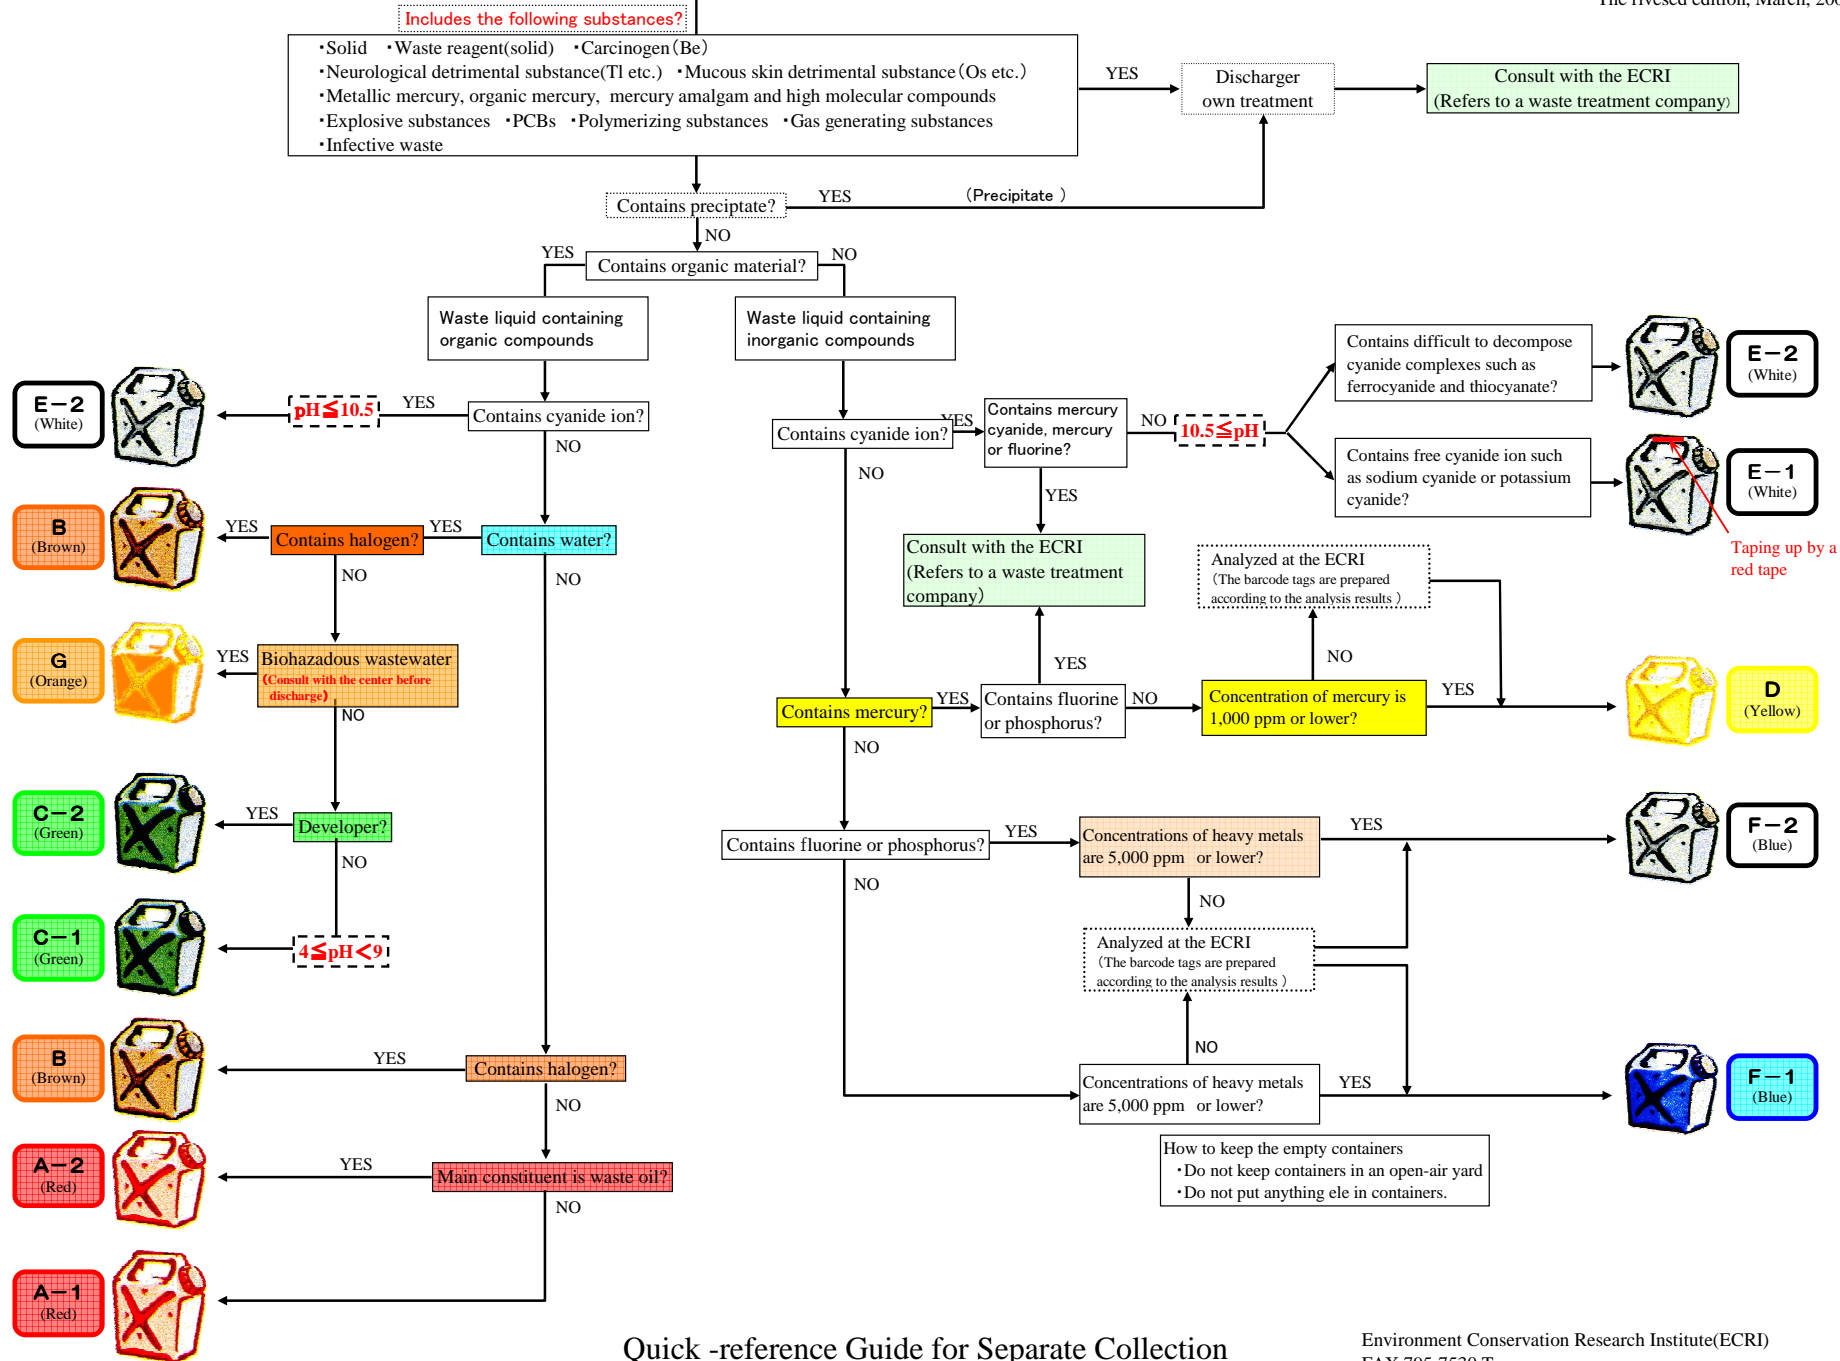 The rivesed edition, March, 200
Includes the following substances?
・Solid ・Waste reagent(solid) ・Carcinogen(Be)
・Neurological detrimental substance(Tl etc.) ・Mucous skin detrimental substance(Os etc.)
・Metallic mercury, organic mercury, mercury amalgam and high molecular compounds
・Explosive substances ・PCBs ・Polymerizing substances ・Gas generating substances
・Infective waste
YES
Discharger
own treatment
Consult with the ECRI
(Refers to a waste treatment company)
Contains preciptate?
YES
(Precipitate )
NO
YES
Contains organic material?
NO
Waste liquid containing
organic compounds
Waste liquid containing
inorganic compounds
E-2
(White)
pH≦10.5
YES
Contains cyanide ion?
NO
Contains cyanide ion?
YES
Contains mercury
cyanide, mercury
or fluorine?
NO
10.5≦pH
Contains difficult to decompose
cyanide complexes such as
ferrocyanide and thiocyanate?
E-2
(White)
Contains free cyanide ion such
as sodium cyanide or potassium
cyanide?
E-1
(White)
Taping up by a
red tape
NO
YES
B
(Brown)
YES
Contains halogen?
YES
Contains water?
NO
NO
Consult with the ECRI
(Refers to a waste treatment
company)
Analyzed at the ECRI
(The barcode tags are prepared
according to the analysis results )
G
(Orange)
YES
Biohazadous wastewater
(Consult with the center before
discharge)
NO
YES
NO
Contains mercury?
YES
Contains fluorine
or phosphorus?
NO
Concentration of mercury is
1,000 ppm or lower?
YES
D
(Yellow)
NO
C-2
(Green)
YES
Developer?
NO
Contains fluorine or phosphorus?
YES
Concentrations of heavy metals
are 5,000 ppm or lower?
YES
F-2
(Blue)
NO
NO
C-1
(Green)
4≦pH<9
Analyzed at the ECRI
(The barcode tags are prepared
according to the analysis results )
B
(Brown)
YES
Contains halogen?
NO
NO
Concentrations of heavy metals
are 5,000 ppm or lower?
YES
F-1
(Blue)
A-2
(Red)
YES
Main constituent is waste oil?
NO
How to keep the empty containers
・Do not keep containers in an open-air yard
・Do not put anything ele in containers.
A-1
(Red)
Quick -reference Guide for Separate Collection
Environment Conservation Research Institute(ECRI)